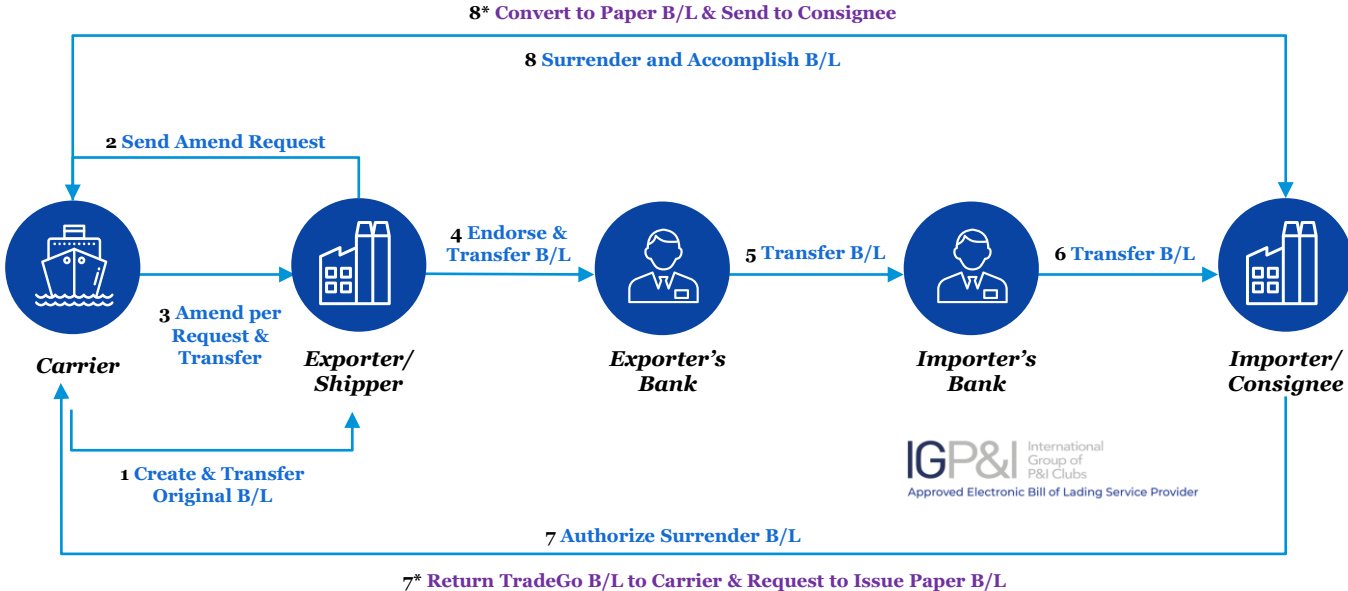 8* Convert to Paper B/L & Send to Consignee
8 Surrender and Accomplish B/L
2 Send Amend Request
4 Endorse &
Transfer B/L
5 Transfer B/L
6 Transfer B/L
3 Amend per
Request &
Transfer
Carrier
Exporter/
Shipper
Exporter's
Bank
Importer's
Bank
Importer/
Consignee
1 Create & Transfer
Original B/L
IGP&I
International
Group of
P&I Clubs
Approved Electronic Bill of Lading Service Provider
7 Authorize Surrender B/L
7* Return TradeGo B/L to Carrier & Request to Issue Paper B/L